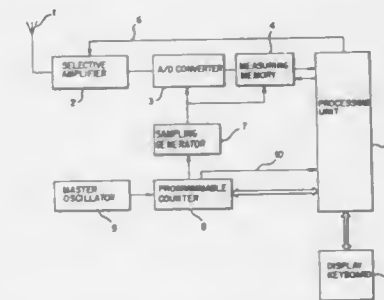 1
6
4
SELECTIVE
AMPLIFIER
2
A/D CONVERTER
3
MEASURING
MEMORY
PROCESSING
UNIT
SAMPLING
GENERATOR
7
10
MASTER
OSCILLATOR
9
PROGRAMMABLE
COUNTER
8
DISPLAY
KEYBOARD